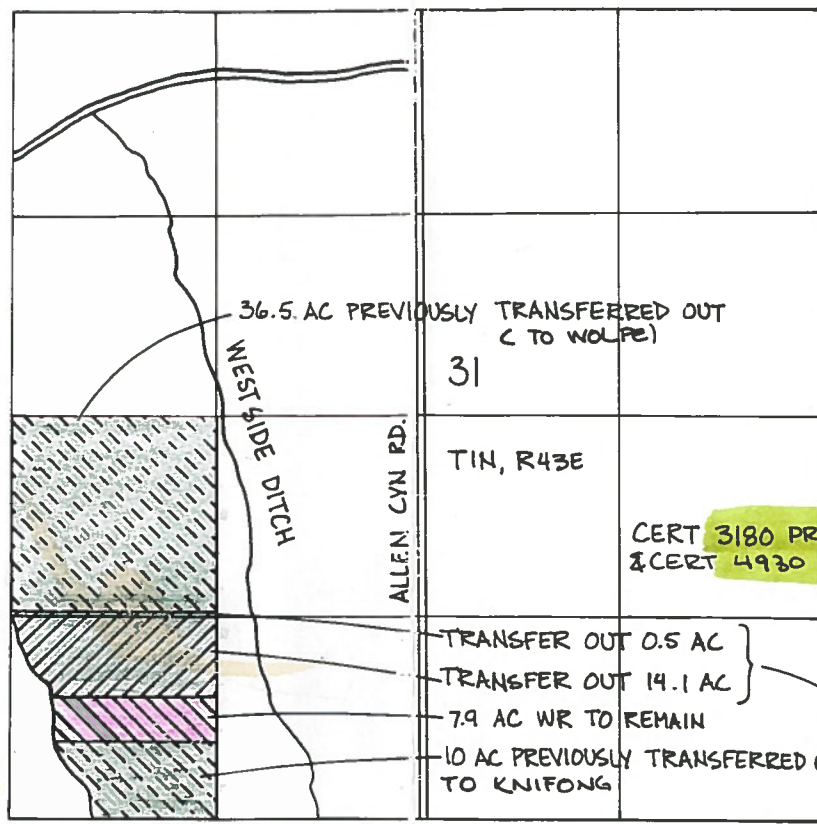 36.5 AC PREVIOUSLY TRANSFERRED OUT
( TO WOLFE)
31
WESTSIDE DITCH
ALLEN CYN RD.
T1N, R43E
CERT 3180 PR
& CERT 4930
TRANSFER OUT 0.5 AC
TRANSFER OUT 14.1 AC
7.9 AC WR TO REMAIN
10 AC PREVIOUSLY TRANSFERRED
TO KNIFONG